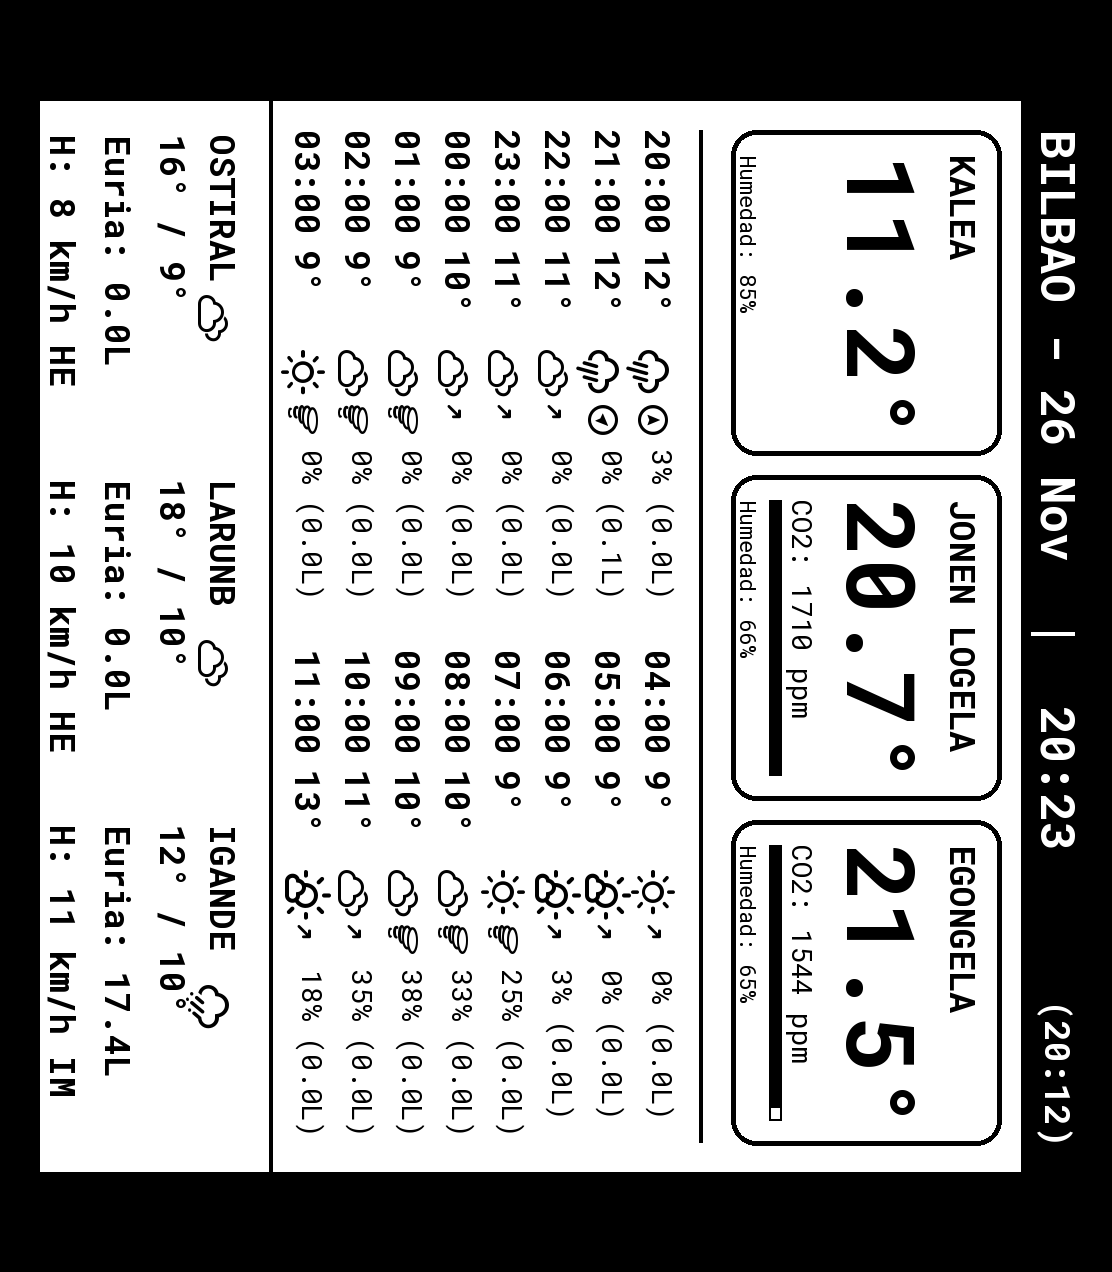 BILBAO - 26 Nov | 20:23 (20:12)
KALEA
11.2°
Humedad: 85%
JONEN LOGELA
20.7°
CO2: 1710 ppm
Humedad: 66%
EGONGELA
21.5°
CO2: 1544 ppm
Humedad: 65%
20:00 12° 3% (0.0L)
21:00 12° 0% (0.1L)
22:00 11° 0% (0.0L)
23:00 11° 0% (0.0L)
00:00 10° 0% (0.0L)
01:00 9° 0% (0.0L)
02:00 9° 0% (0.0L)
03:00 9° 0% (0.0L)
04:00 9° 0% (0.0L)
05:00 9° 0% (0.0L)
06:00 9° 3% (0.0L)
07:00 9° 25% (0.0L)
08:00 10° 33% (0.0L)
09:00 10° 38% (0.0L)
10:00 11° 35% (0.0L)
11:00 13° 18% (0.0L)
OSTIRAL
16° / 9°
Euria: 0.0L
H: 8 km/h HE
LARUNB
18° / 10°
Euria: 0.0L
H: 10 km/h HE
IGANDE
12° / 10°
Euria: 17.4L
H: 11 km/h IM